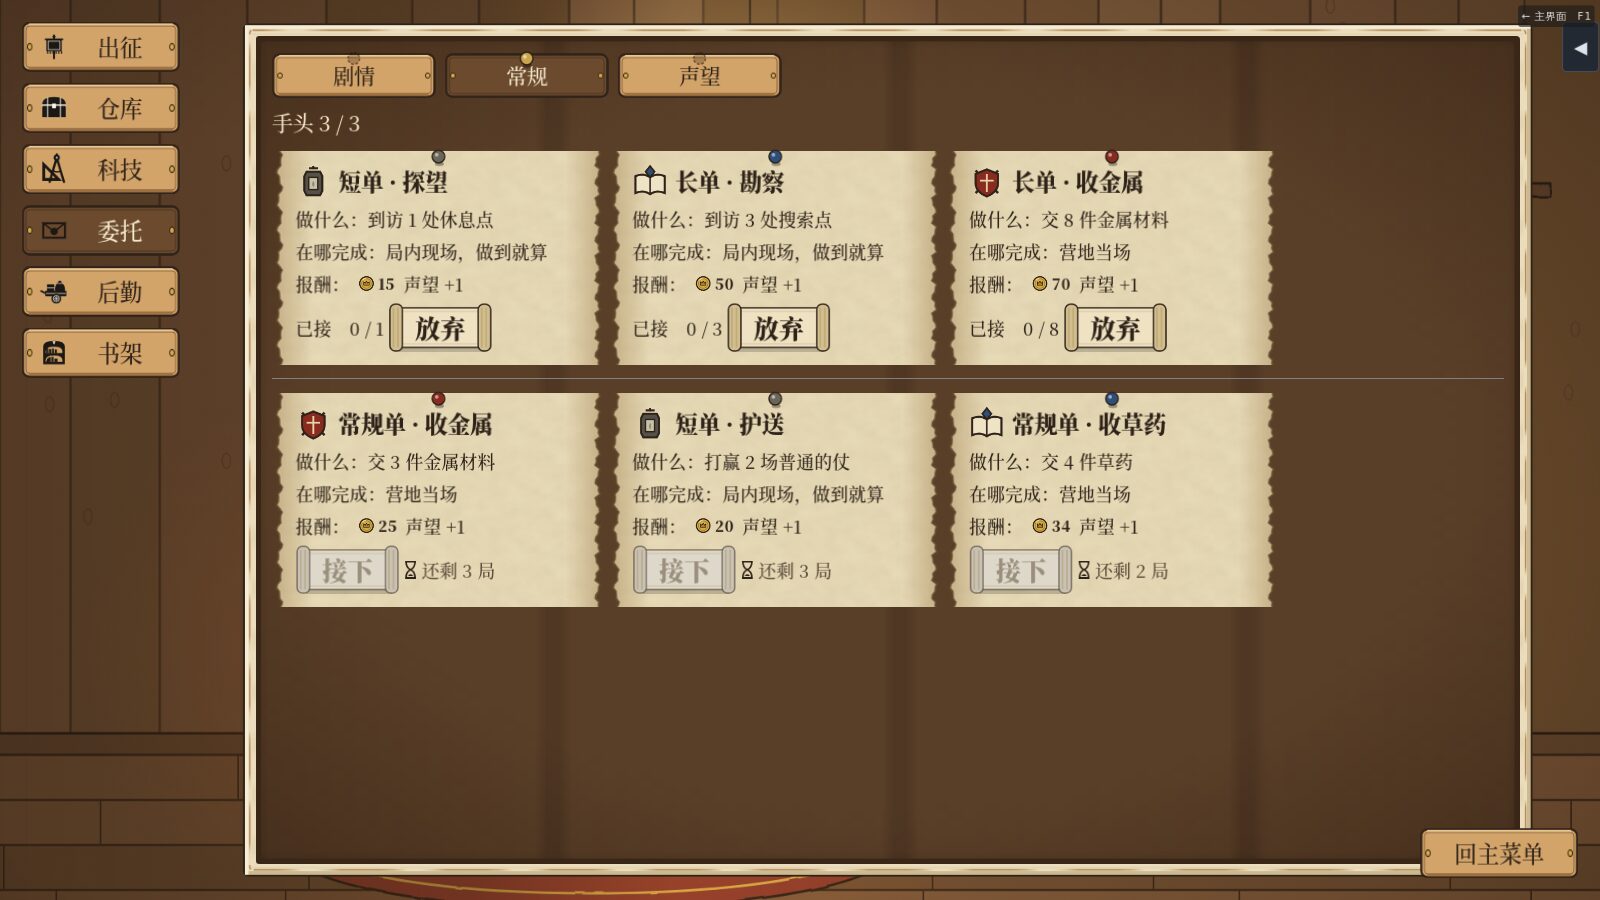 出征
仓库
科技
委托
后勤
书架
← 主界面 F1
剧情
常规
声望
手头 3 / 3
短单 · 探望
做什么：到访 1 处休息点
在哪完成：局内现场，做到就算
报酬： 15 声望 +1
已接 0 / 1 放弃
长单 · 勘察
做什么：到访 3 处搜索点
在哪完成：局内现场，做到就算
报酬： 50 声望 +1
已接 0 / 3 放弃
长单 · 收金属
做什么：交 8 件金属材料
在哪完成：营地当场
报酬： 70 声望 +1
已接 0 / 8 放弃
常规单 · 收金属
做什么：交 3 件金属材料
在哪完成：营地当场
报酬： 25 声望 +1
接下 还剩 3 局
短单 · 护送
做什么：打赢 2 场普通的仗
在哪完成：局内现场，做到就算
报酬： 20 声望 +1
接下 还剩 3 局
常规单 · 收草药
做什么：交 4 件草药
在哪完成：营地当场
报酬： 34 声望 +1
接下 还剩 2 局
回主菜单